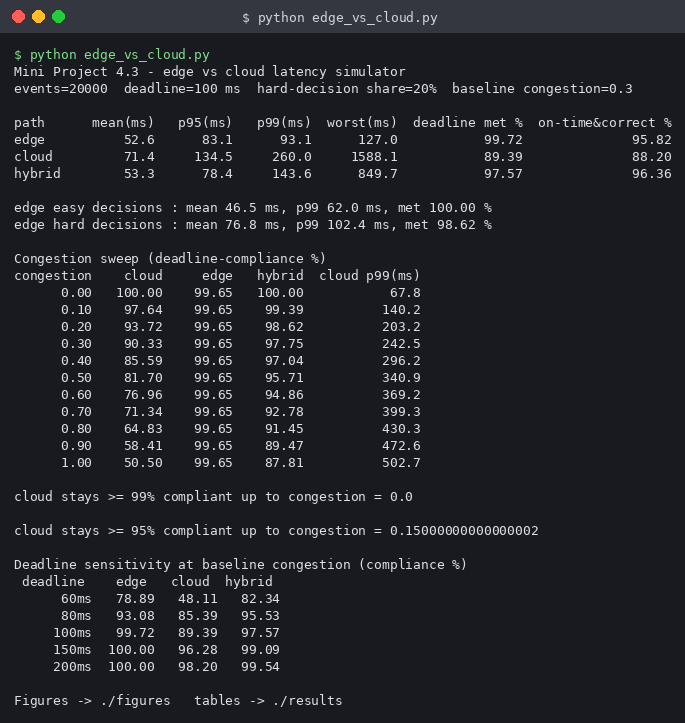 $ python edge_vs_cloud.py
$ python edge_vs_cloud.py
Mini Project 4.3 - edge vs cloud latency simulator
events=20000  deadline=100 ms  hard-decision share=20%  baseline congestion=0.3
path      mean(ms)   p95(ms)   p99(ms)  worst(ms)  deadline met %  on-time&correct %
edge          52.6      83.1      93.1      127.0           99.72              95.82
cloud         71.4     134.5     260.0     1588.1           89.39              88.20
hybrid        53.3      78.4     143.6      849.7           97.57              96.36
edge easy decisions : mean 46.5 ms, p99 62.0 ms, met 100.00 %
edge hard decisions : mean 76.8 ms, p99 102.4 ms, met 98.62 %
Congestion sweep (deadline-compliance %)
congestion    cloud     edge   hybrid  cloud p99(ms)
      0.00   100.00    99.65   100.00           67.8
      0.10    97.64    99.65    99.39          140.2
      0.20    93.72    99.65    98.62          203.2
      0.30    90.33    99.65    97.75          242.5
      0.40    85.59    99.65    97.04          296.2
      0.50    81.70    99.65    95.71          340.9
      0.60    76.96    99.65    94.86          369.2
      0.70    71.34    99.65    92.78          399.3
      0.80    64.83    99.65    91.45          430.3
      0.90    58.41    99.65    89.47          472.6
      1.00    50.50    99.65    87.81          502.7
cloud stays >= 99% compliant up to congestion = 0.0
cloud stays >= 95% compliant up to congestion = 0.15000000000000002
Deadline sensitivity at baseline congestion (compliance %)
 deadline    edge   cloud  hybrid
      60ms   78.89   48.11   82.34
      80ms   93.08   85.39   95.53
     100ms   99.72   89.39   97.57
     150ms  100.00   96.28   99.09
     200ms  100.00   98.20   99.54
Figures -> ./figures   tables -> ./results